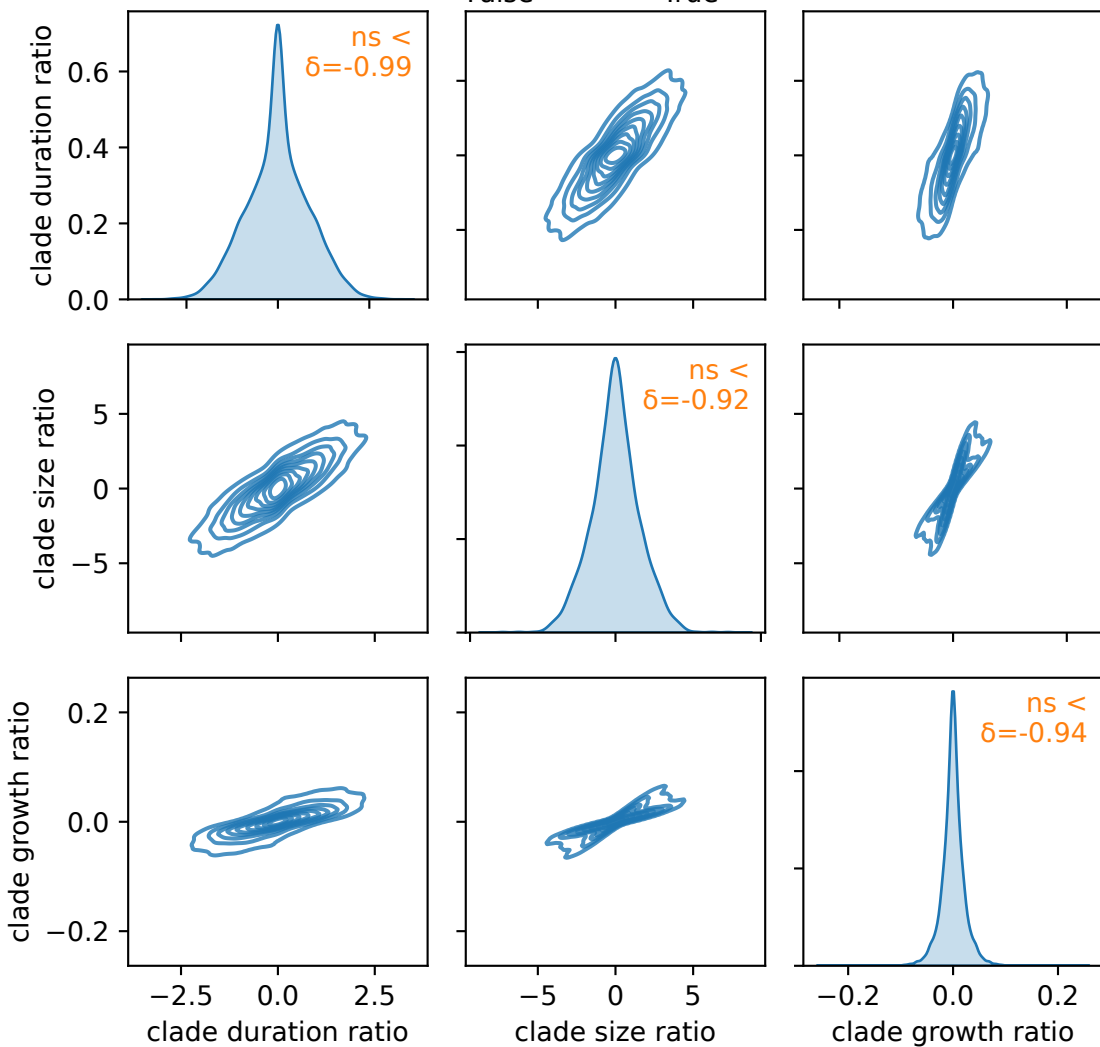 ns <
δ=-0.99
clade duration ratio
0.6
0.4
0.2
0.0
ns <
δ=-0.92
clade size ratio
5
0
−5
ns <
δ=-0.94
clade growth ratio
0.2
0.0
−0.2
−2.5 0.0 2.5
−5 0 5
−0.2 0.0 0.2
clade duration ratio
clade size ratio
clade growth ratio